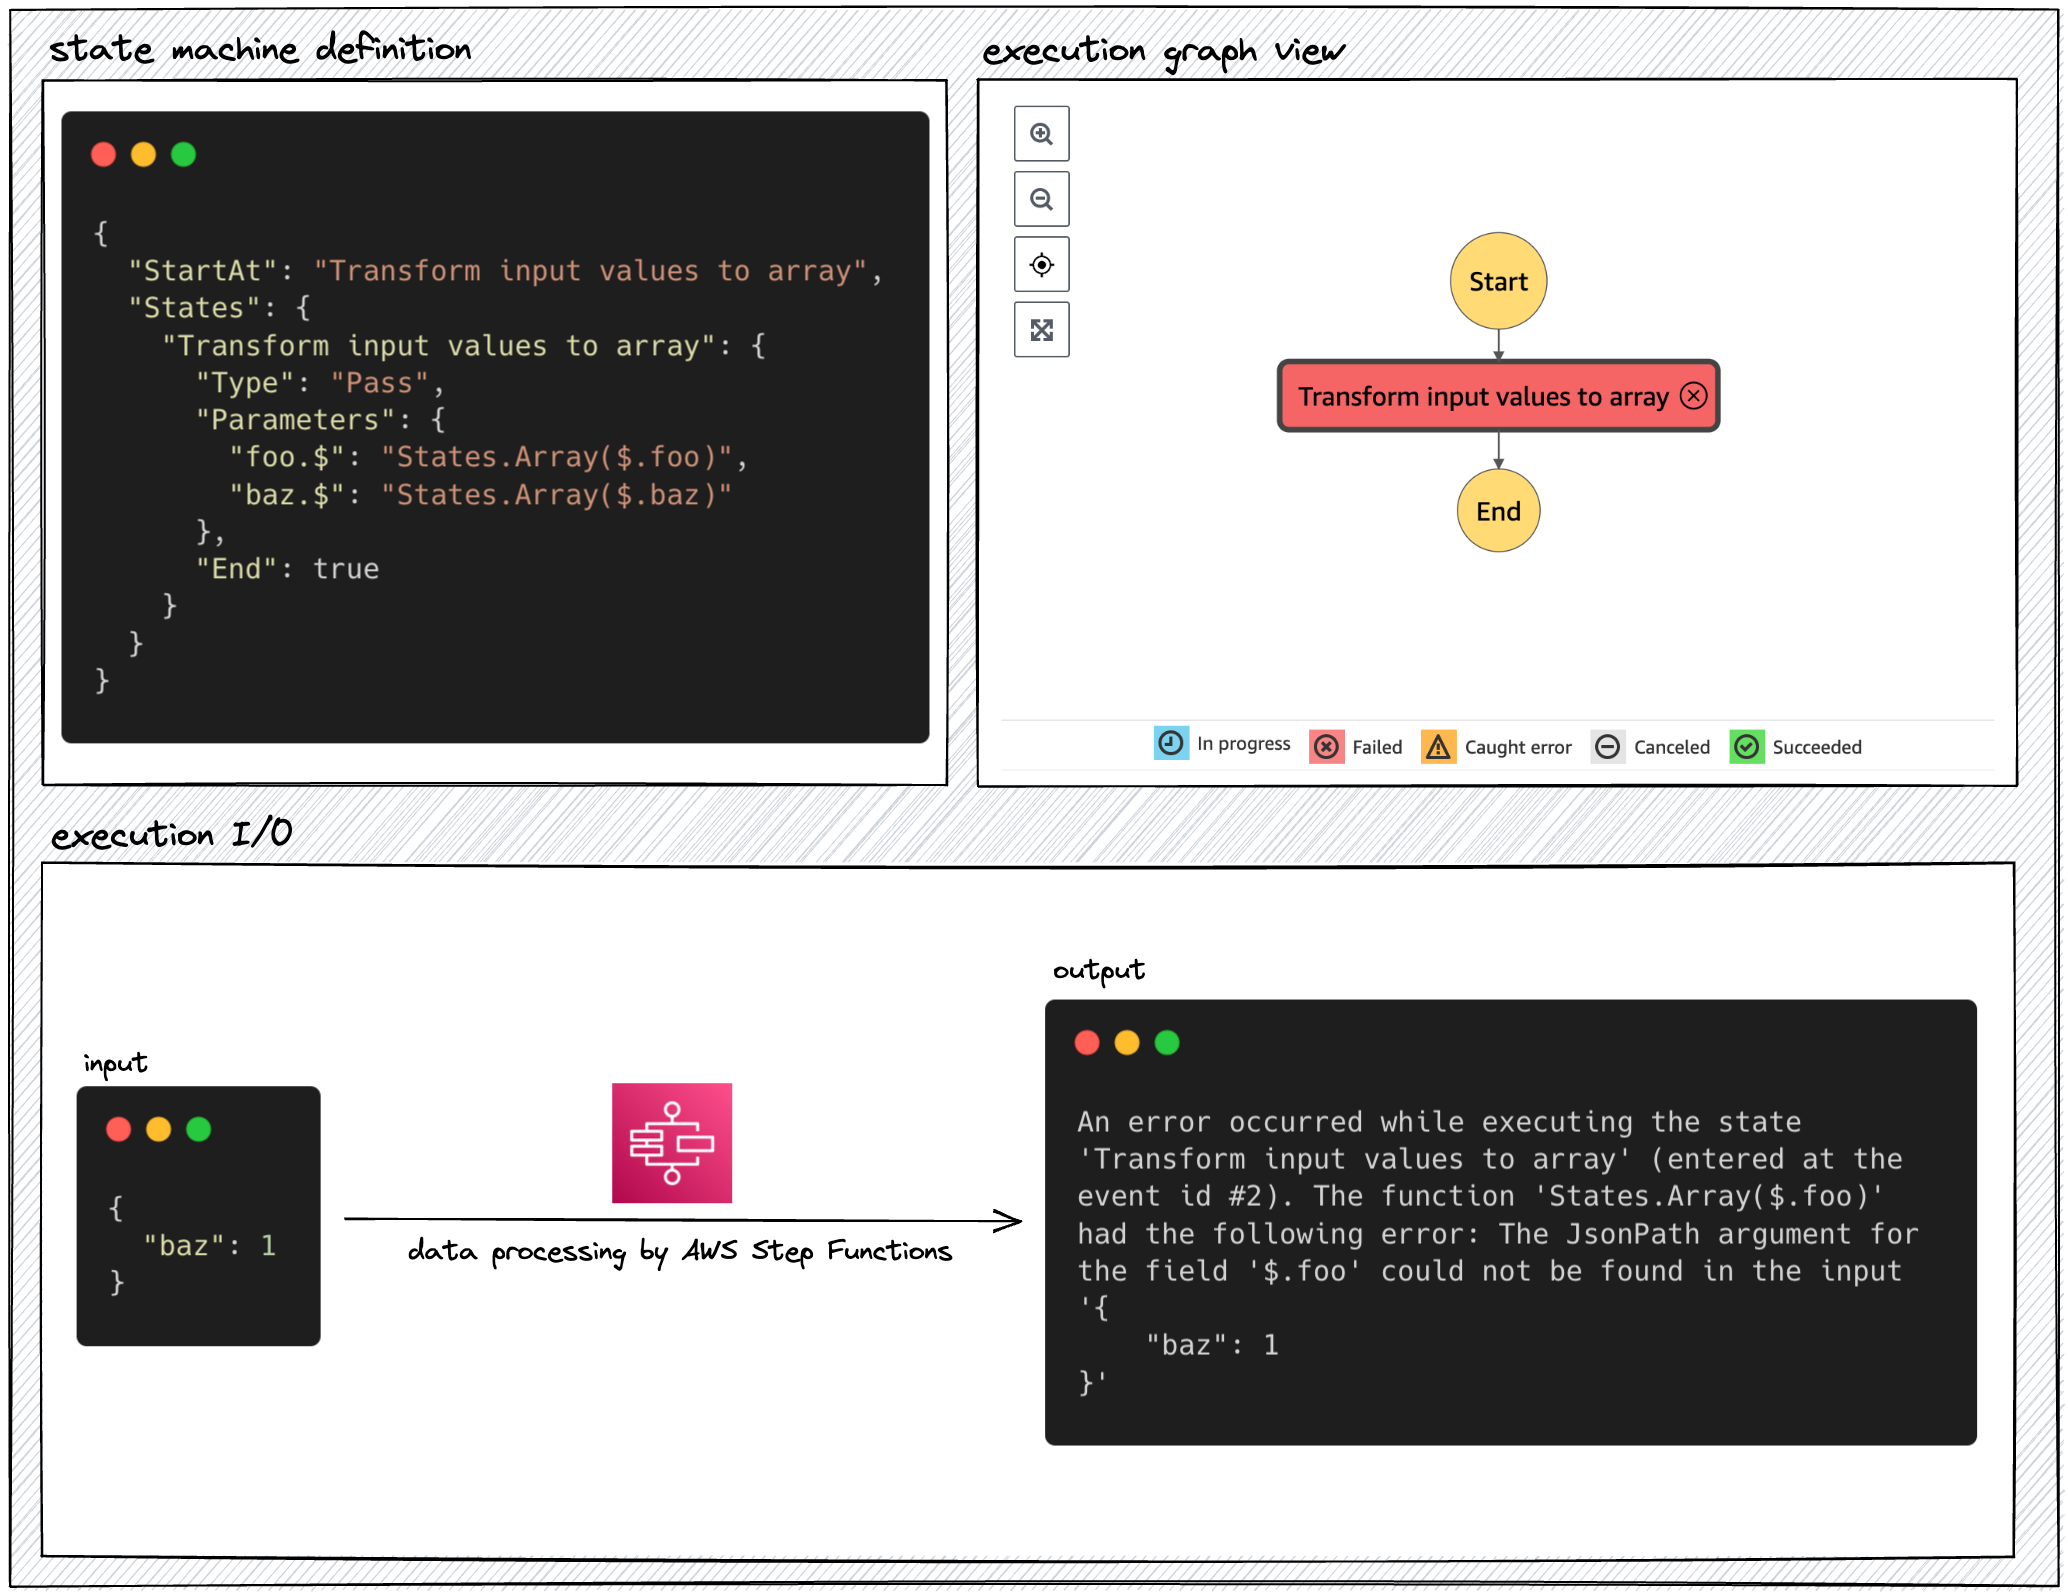 state machine definition
{
  "StartAt": "Transform input values to array",
  "States": {
    "Transform input values to array": {
      "Type": "Pass",
      "Parameters": {
        "foo.$": "States.Array($.foo)",
        "baz.$": "States.Array($.baz)"
      },
      "End": true
    }
  }
}
execution graph view
Start
Transform input values to array
End
In progress
Failed
Caught error
Canceled
Succeeded
execution I/O
input
{
  "baz": 1
}
data processing by AWS Step Functions
output
An error occurred while executing the state
'Transform input values to array' (entered at the
event id #2). The function 'States.Array($.foo)'
had the following error: The JsonPath argument for
the field '$.foo' could not be found in the input
'{
    "baz": 1
}'